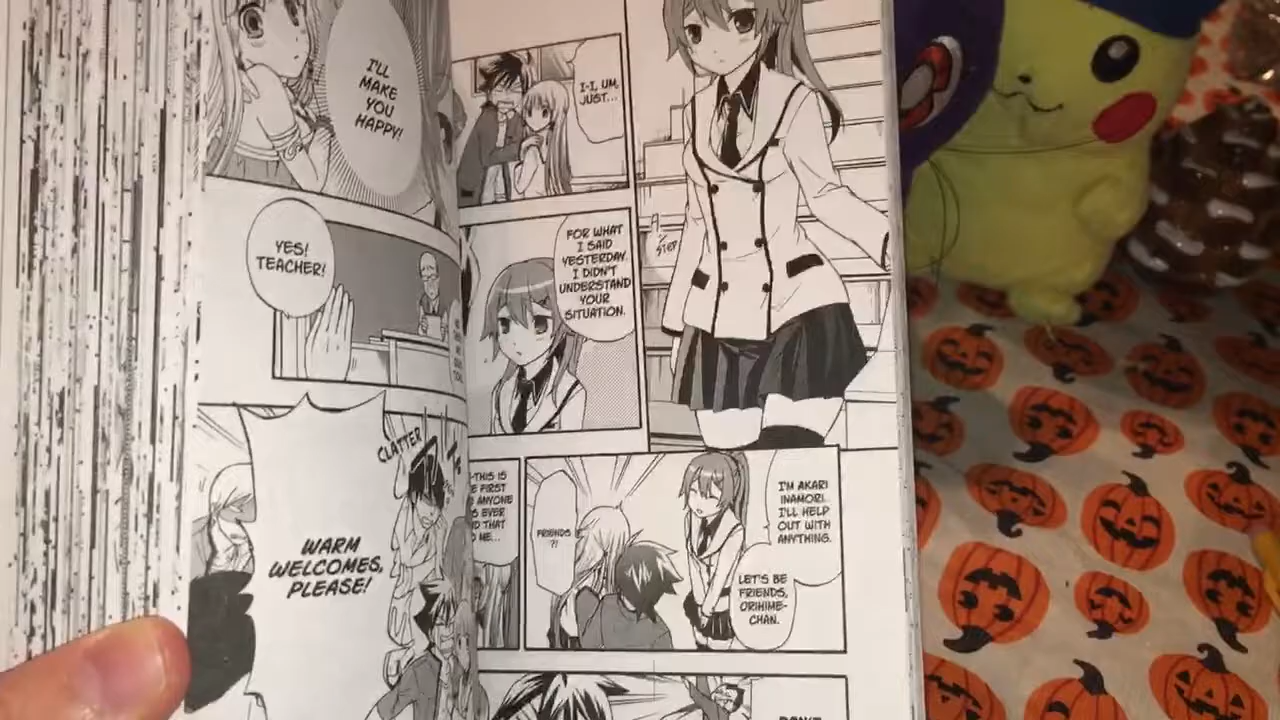 I'LL
MAKE
YOU
HAPPY!
YES!
TEACHER!
CLATTER
WARM
WELCOMES,
PLEASE!
I-I, UM,
JUST...
FOR WHAT
I SAID
YESTERDAY.
I DIDN'T
UNDERSTAND
YOUR
SITUATION.
STEP
-THIS IS
FIRST
ANYONE
EVER
THAT
ME...
FRIENDS
?!
I'M AKARI
INAMORI.
I'LL HELP
OUT WITH
ANYTHING.
LET'S BE
FRIENDS,
ORIHIME-
CHAN.